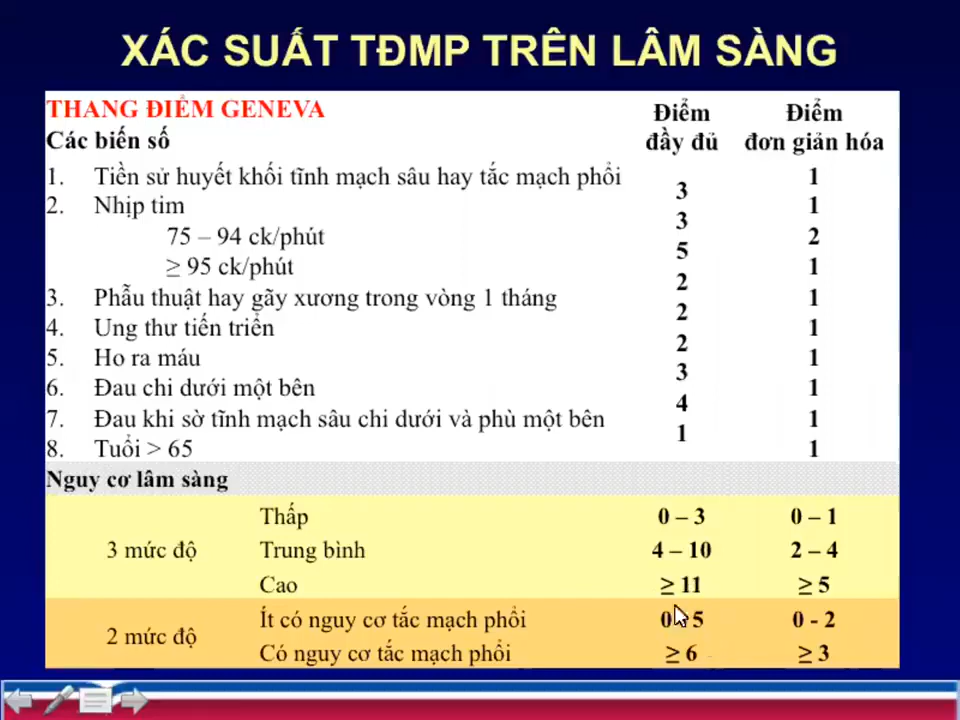 XÁC SUẤT TĐMP TRÊN LÂM SÀNG
THANG ĐIỂM GENEVA
Các biến số
Điểm đầy đủ
Điểm đơn giản hóa
1. Tiền sử huyết khối tĩnh mạch sâu hay tắc mạch phổi
2. Nhịp tim
75 – 94 ck/phút
≥ 95 ck/phút
3. Phẫu thuật hay gãy xương trong vòng 1 tháng
4. Ung thư tiến triển
5. Ho ra máu
6. Đau chi dưới một bên
7. Đau khi sờ tĩnh mạch sâu chi dưới và phù một bên
8. Tuổi > 65
3
3
5
2
2
2
3
4
1
1
1
2
1
1
1
1
1
1
1
Nguy cơ lâm sàng
3 mức độ
Thấp 0 – 3 0 – 1
Trung bình 4 – 10 2 – 4
Cao ≥ 11 ≥ 5
2 mức độ
Ít có nguy cơ tắc mạch phổi 0 5 0 - 2
Có nguy cơ tắc mạch phổi ≥ 6 ≥ 3